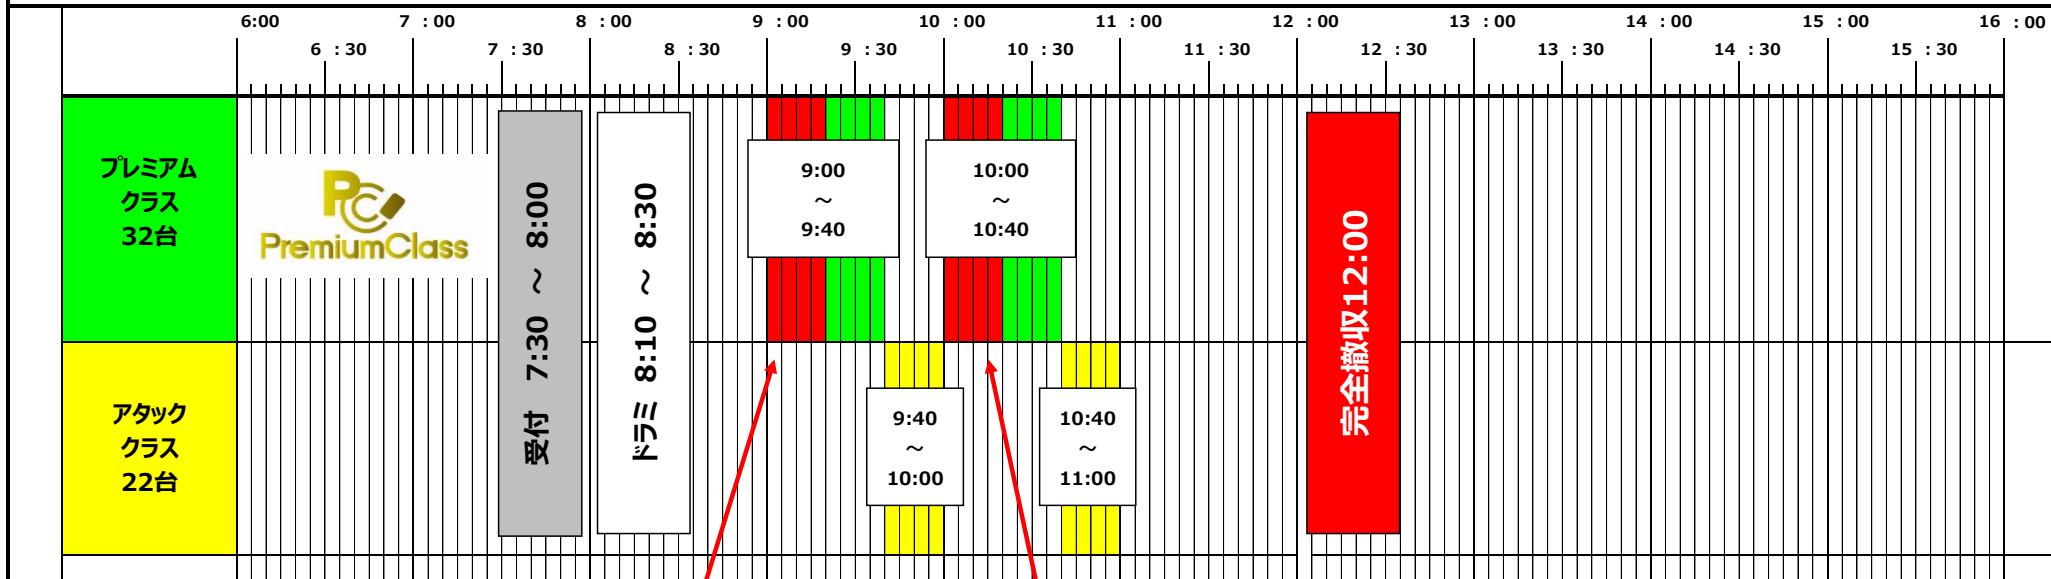 6:00 7 :00 8 :00 9 :00 10 :00 11 :00 12 :00 13 :00 14 :00 15 :00 16 :00
6 :30 7 :30 8 :30 9 :30 10 :30 11 :30 12 :30 13 :30 14 :30 15 :30
プレミアム
クラス
32台
PC
PremiumClass
受付 7:30 ～ 8:00
ドラミ 8:10 ～ 8:30
9:00
～
9:40
10:00
～
10:40
完全撤収12:00
アタック
クラス
22台
9:40
～
10:00
10:40
～
11:00